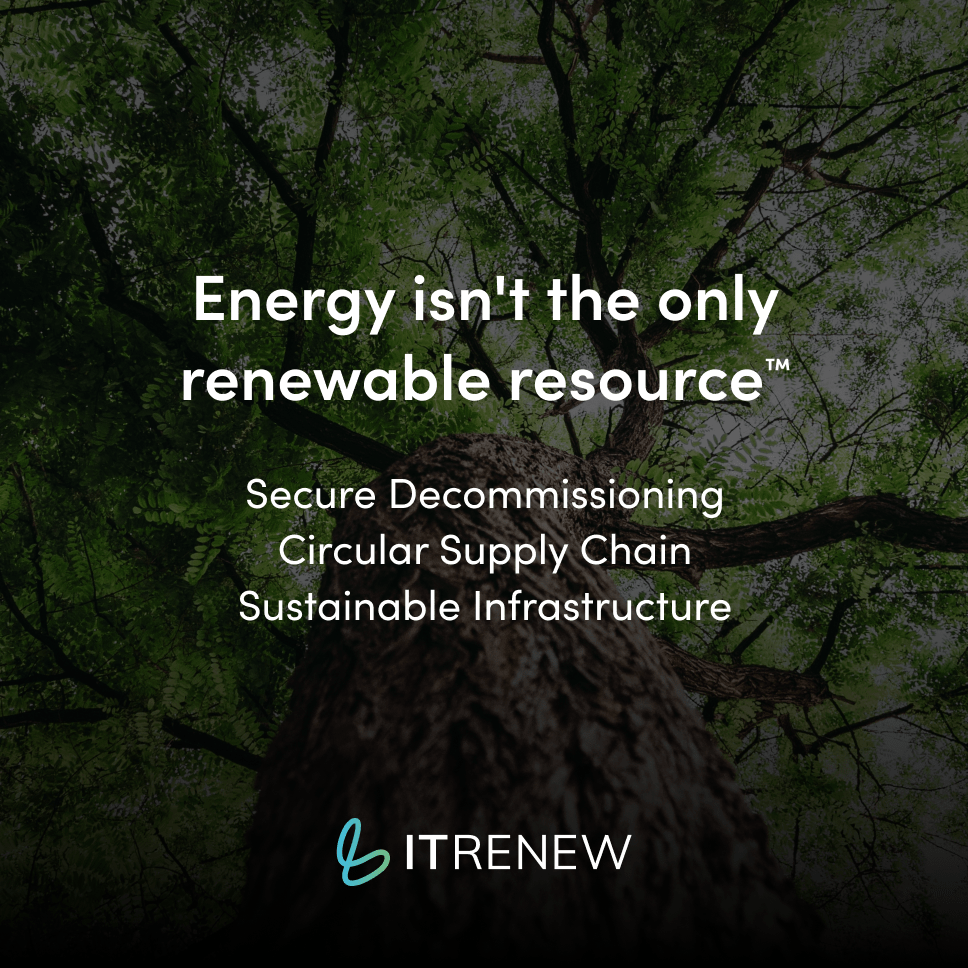 Energy isn't the only
renewable resource™
Secure Decommissioning
Circular Supply Chain
Sustainable Infrastructure
ITRENEW